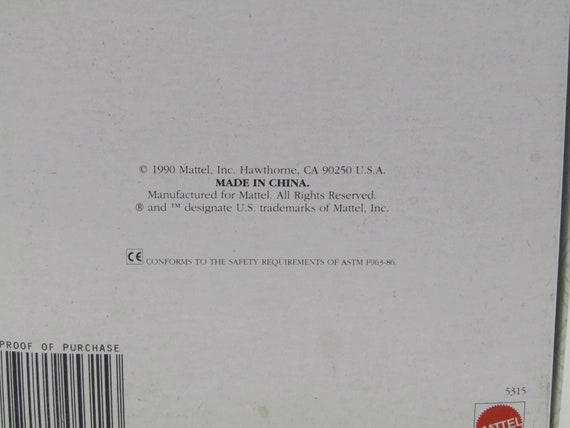 © 1990 Mattel, Inc. Hawthorne, CA 90250 U.S.A.
MADE IN CHINA.
Manufactured for Mattel. All Rights Reserved.
® and ™ designate U.S. trademarks of Mattel, Inc.
CE CONFORMS TO THE SAFETY REQUIREMENTS OF ASTM F963-86.
PROOF OF PURCHASE
5315
MATTEL